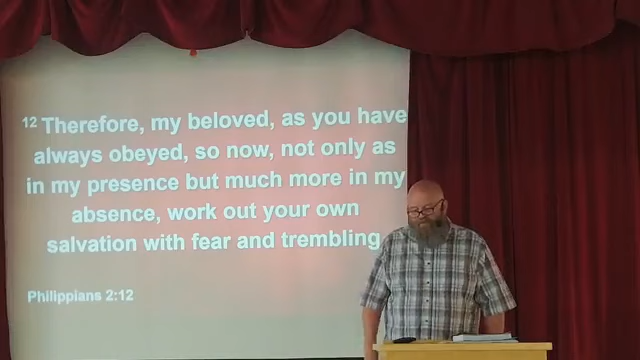 12 Therefore, my beloved, as you have
always obeyed, so now, not only as
in my presence but much more in my
absence, work out your own
salvation with fear and trembling
Philippians 2:12